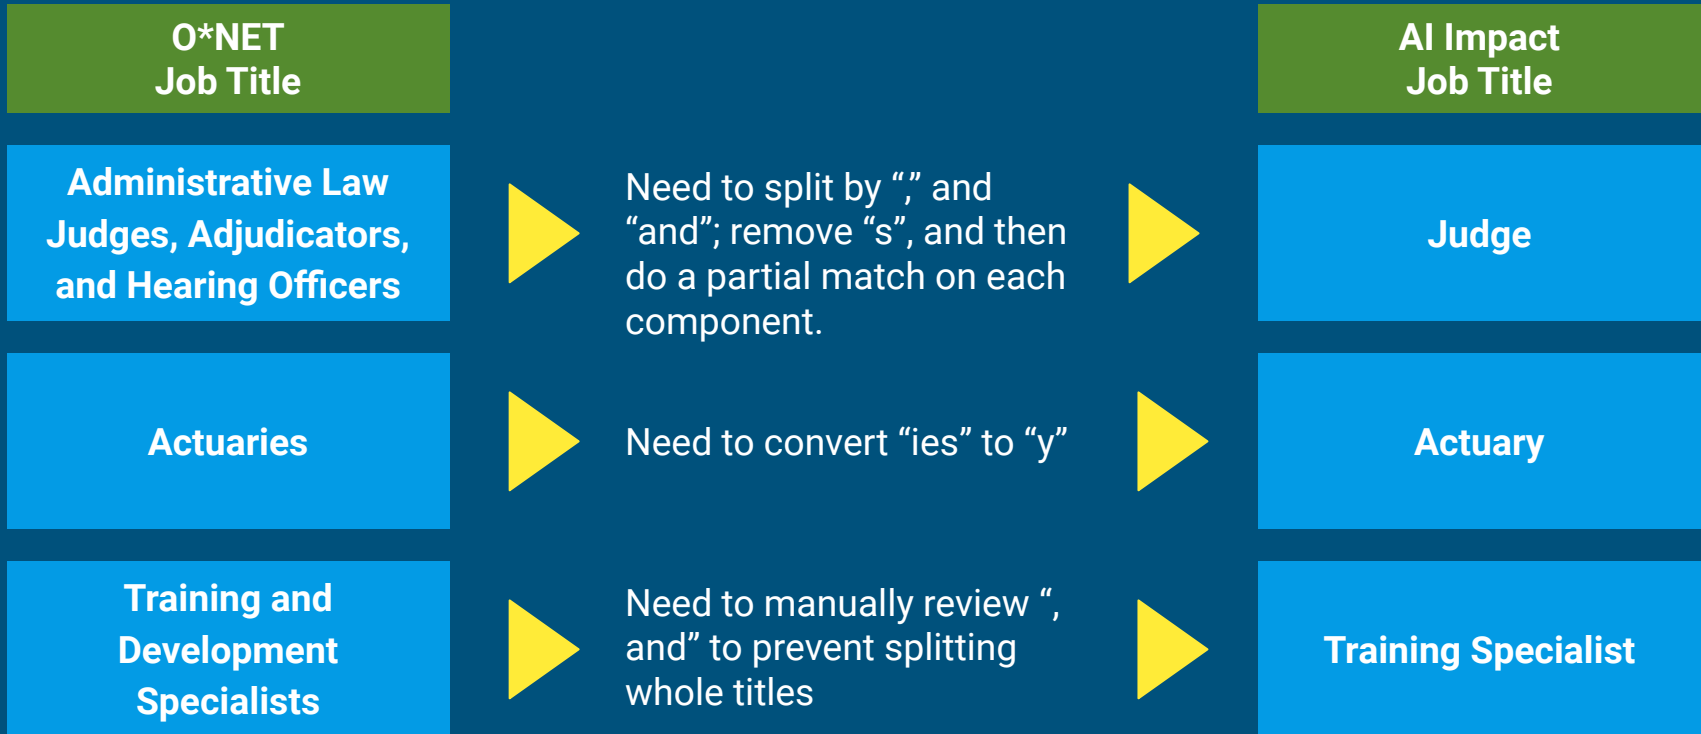 O*NET
Job Title
AI Impact
Job Title
Administrative Law
Judges, Adjudicators,
and Hearing Officers
Need to split by “,” and
“and”; remove “s”, and then
do a partial match on each
component.
Judge
Actuaries
Need to convert “ies” to “y”
Actuary
Training and
Development
Specialists
Need to manually review “,
and” to prevent splitting
whole titles
Training Specialist